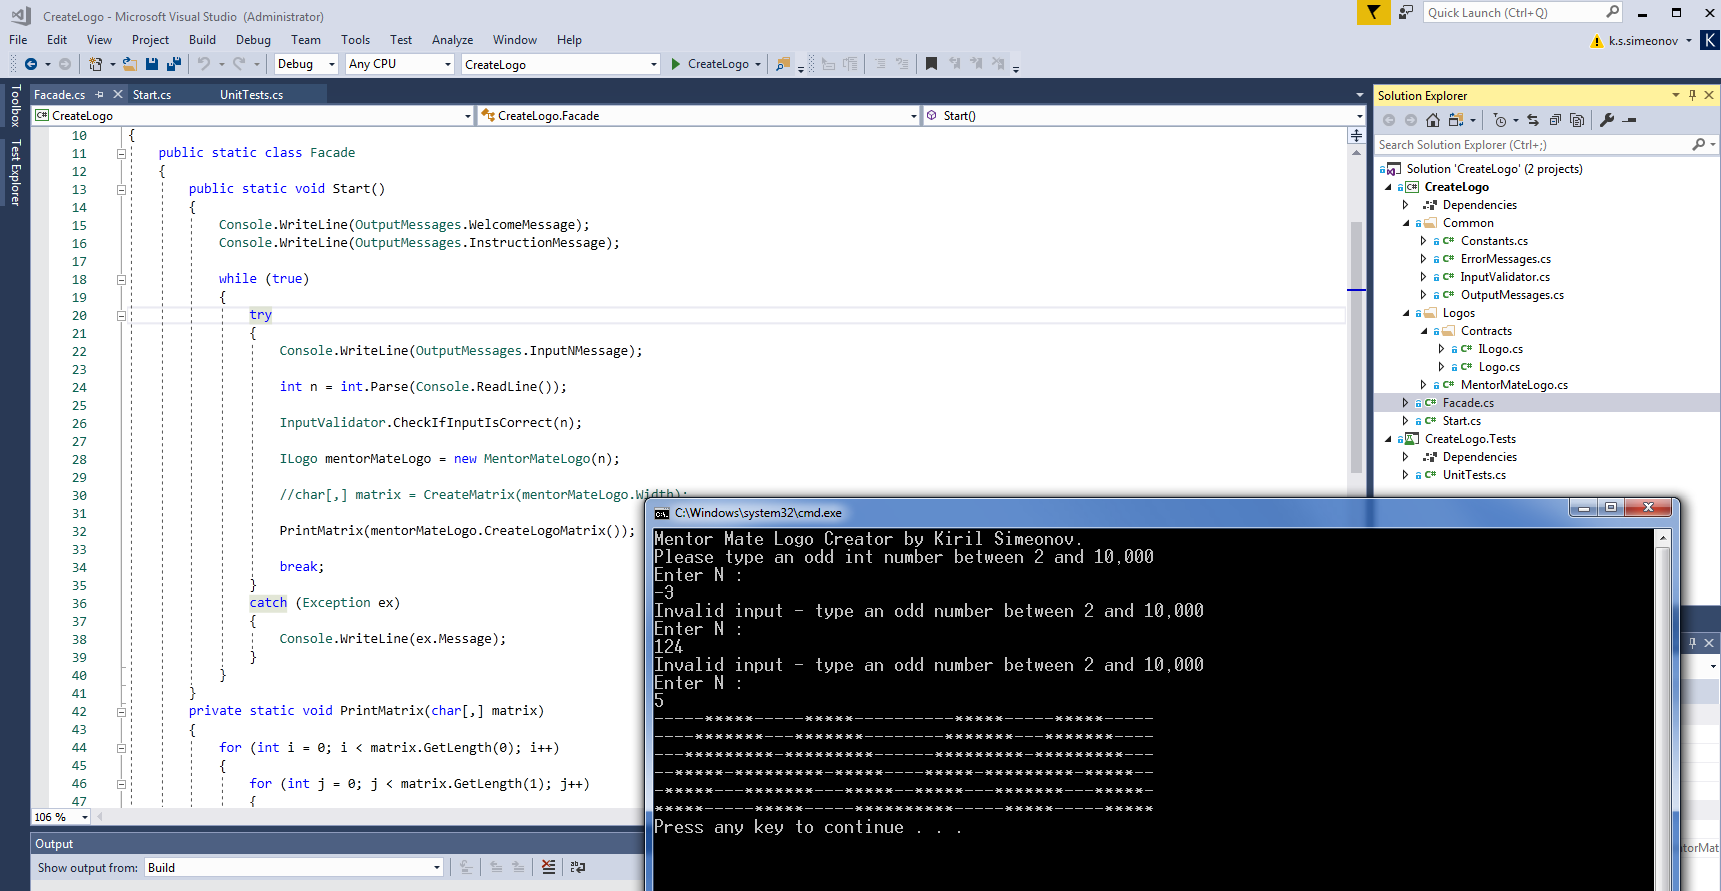 CreateLogo - Microsoft Visual Studio (Administrator)
Quick Launch (Ctrl+Q)
File Edit View Project Build Debug Team Tools Test Analyze Window Help
k.s.simeonov
K
Debug
Any CPU
CreateLogo
CreateLogo
Toolbox
Test Explorer
Facade.cs
Start.cs
UnitTests.cs
CreateLogo
CreateLogo.Facade
Start()
10 {
11 public static class Facade
12 {
13 public static void Start()
14 {
15 Console.WriteLine(OutputMessages.WelcomeMessage);
16 Console.WriteLine(OutputMessages.InstructionMessage);
17
18 while (true)
19 {
20 try
21 {
22 Console.WriteLine(OutputMessages.InputNMessage);
23
24 int n = int.Parse(Console.ReadLine());
25
26 InputValidator.CheckIfInputIsCorrect(n);
27
28 ILogo mentorMateLogo = new MentorMateLogo(n);
29
30 //char[,] matrix = CreateMatrix(mentorMateLogo.Width);
31
32 PrintMatrix(mentorMateLogo.CreateLogoMatrix());
33
34 break;
35 }
36 catch (Exception ex)
37 {
38 Console.WriteLine(ex.Message);
39 }
40 }
41 }
42 private static void PrintMatrix(char[,] matrix)
43 {
44 for (int i = 0; i < matrix.GetLength(0); i++)
45 {
46 for (int j = 0; j < matrix.GetLength(1); j++)
47 {
106 %
Output
Show output from: Build
Solution Explorer
Search Solution Explorer (Ctrl+;)
Solution 'CreateLogo' (2 projects)
C# CreateLogo
Dependencies
Common
C# Constants.cs
C# ErrorMessages.cs
C# InputValidator.cs
C# OutputMessages.cs
Logos
Contracts
C# ILogo.cs
C# Logo.cs
C# MentorMateLogo.cs
C# Facade.cs
C# Start.cs
CreateLogo.Tests
Dependencies
C# UnitTests.cs
C:\Windows\system32\cmd.exe
Mentor Mate Logo Creator by Kiril Simeonov.
Please type an odd int number between 2 and 10,000
Enter N :
-3
Invalid input - type an odd number between 2 and 10,000
Enter N :
124
Invalid input - type an odd number between 2 and 10,000
Enter N :
5
-----*****-----*****----------*****-----*****-----
----*******---*******--------*******---*******----
---*********-*********------*********-*********---
--*****-*********-*****----*****-*********-*****--
-*****---*******---*****--*****---*******---*****-
*****-----*****-----**********-----*****-----*****
Press any key to continue . . .